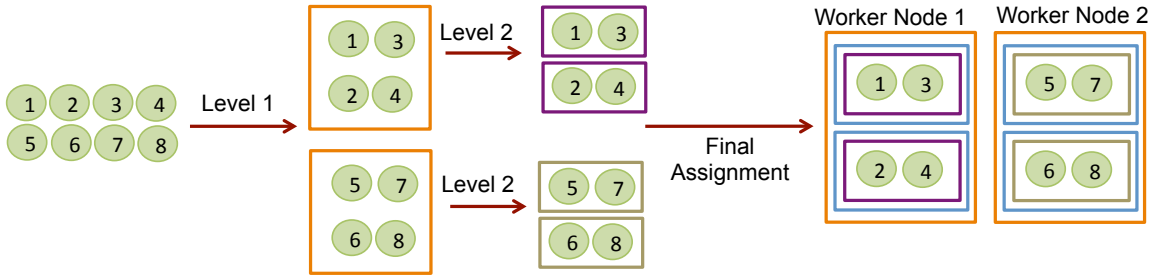 1 2 3 4
5 6 7 8
Level 1
1 3
2 4
5 7
6 8
Level 2
Level 2
1 3
2 4
5 7
6 8
Final
Assignment
Worker Node 1
1 3
2 4
Worker Node 2
5 7
6 8